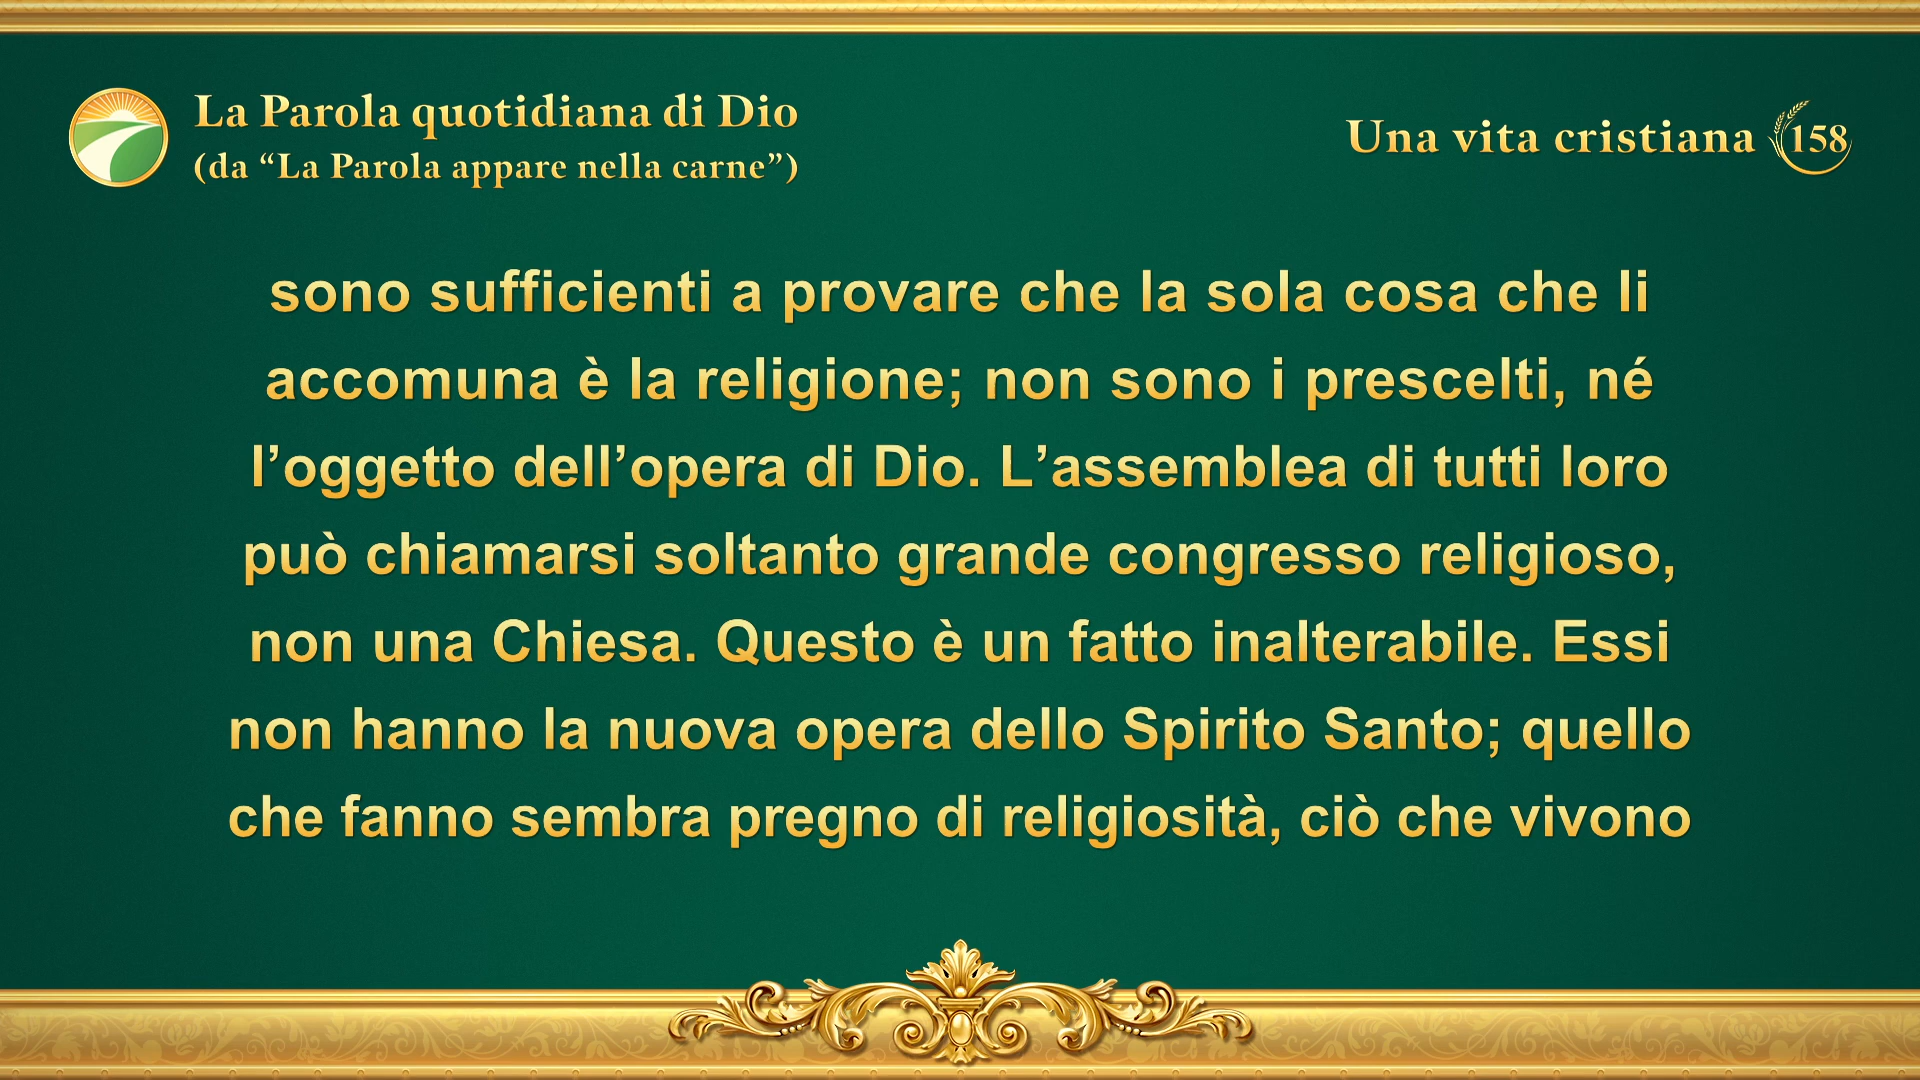 La Parola quotidiana di Dio
(da “La Parola appare nella carne”)
Una vita cristiana 158
sono sufficienti a provare che la sola cosa che li
accomuna è la religione; non sono i prescelti, né
l’oggetto dell’opera di Dio. L’assemblea di tutti loro
può chiamarsi soltanto grande congresso religioso,
non una Chiesa. Questo è un fatto inalterabile. Essi
non hanno la nuova opera dello Spirito Santo; quello
che fanno sembra pregno di religiosità, ciò che vivono